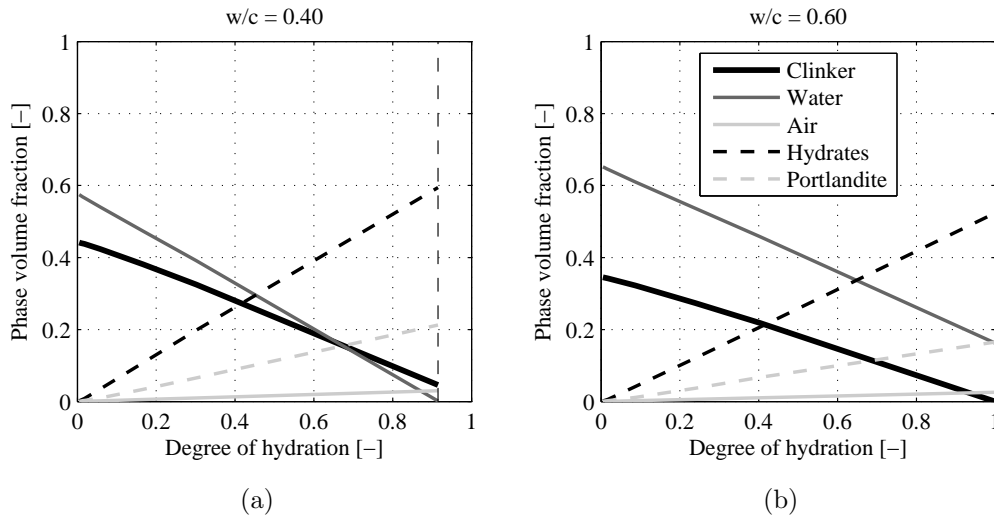 w/c = 0.40
1
0.8
0.6
0.4
0.2
0
0 0.2 0.4 0.6 0.8 1
Phase volume fraction [−]
Degree of hydration [−]
(a)
w/c = 0.60
1
0.8
0.6
0.4
0.2
0
0 0.2 0.4 0.6 0.8 1
Phase volume fraction [−]
Degree of hydration [−]
Clinker
Water
Air
Hydrates
Portlandite
(b)